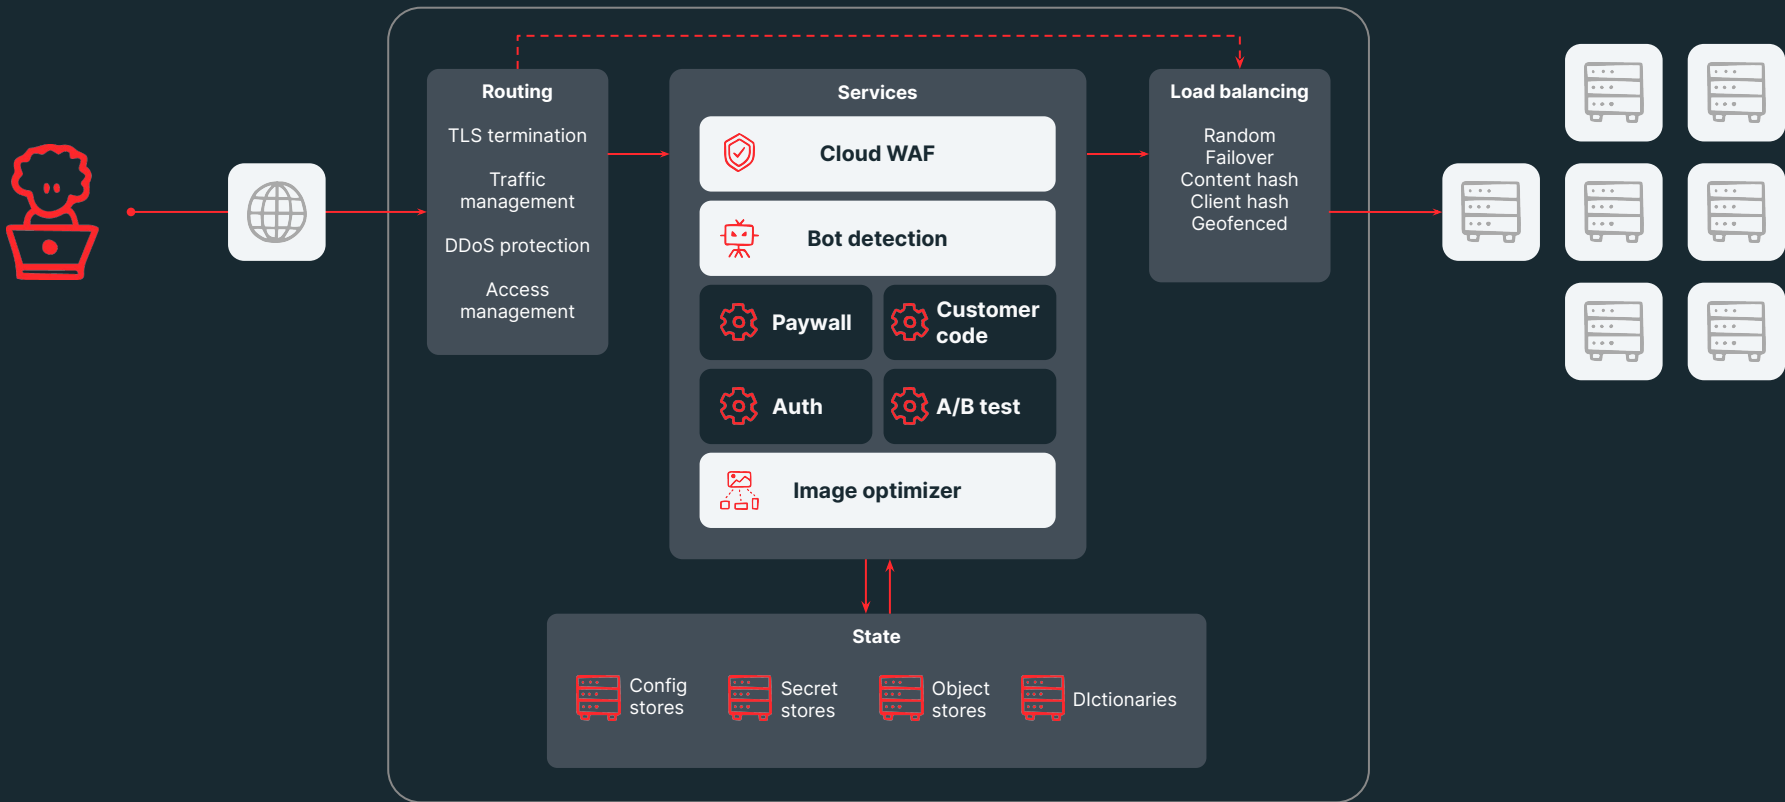 Routing
TLS termination
Traffic
management
DDoS protection
Access
management
Services
Cloud WAF
Bot detection
Paywall
Customer
code
Auth
A/B test
Image optimizer
Load balancing
Random
Failover
Content hash
Client hash
Geofenced
State
Config
stores
Secret
stores
Object
stores
DIctionaries